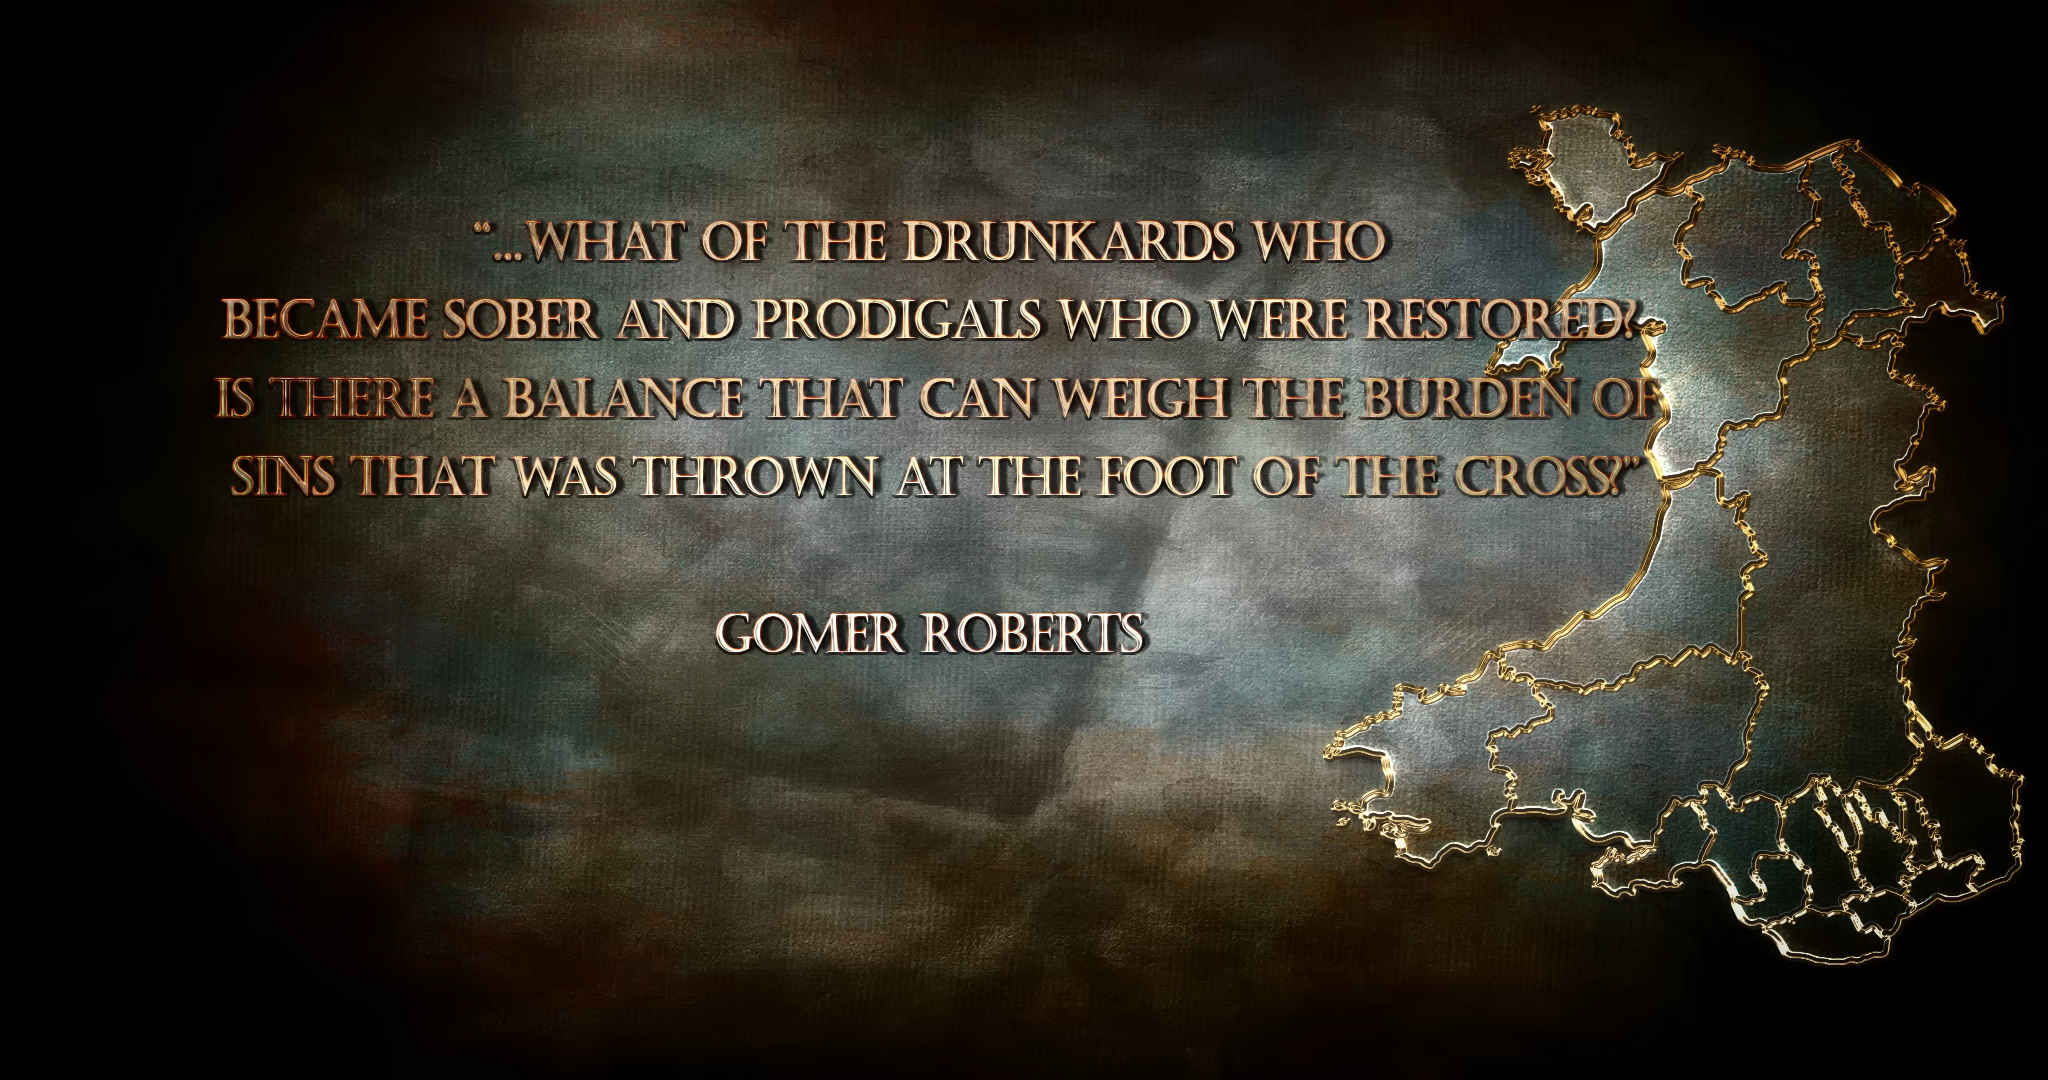 “...WHAT OF THE DRUNKARDS WHO
BECAME SOBER AND PRODIGALS WHO WERE RESTORED?
IS THERE A BALANCE THAT CAN WEIGH THE BURDEN OF
SINS THAT WAS THROWN AT THE FOOT OF THE CROSS?”
GOMER ROBERTS